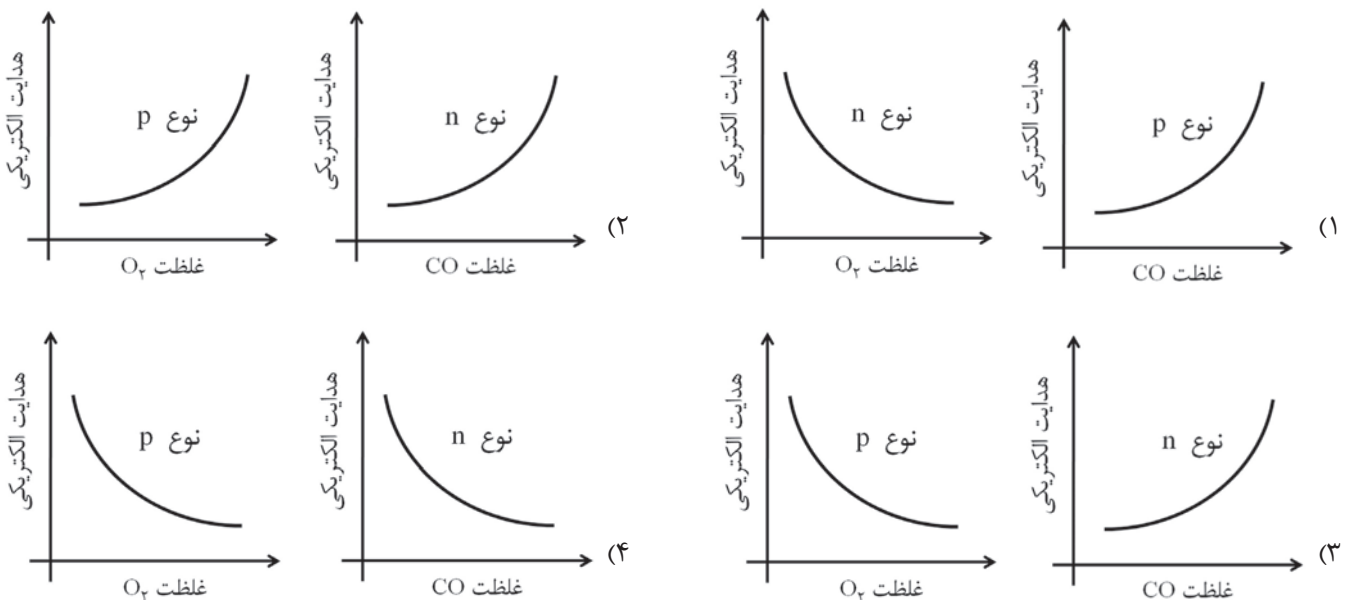 ۱)
هدایت الکتریکی
نوع p
غلظت CO
هدایت الکتریکی
نوع n
غلظت O۲
۲)
هدایت الکتریکی
نوع n
غلظت CO
هدایت الکتریکی
نوع p
غلظت O۲
۳)
هدایت الکتریکی
نوع n
غلظت CO
هدایت الکتریکی
نوع p
غلظت O۲
۴)
هدایت الکتریکی
نوع n
غلظت CO
هدایت الکتریکی
نوع p
غلظت O۲